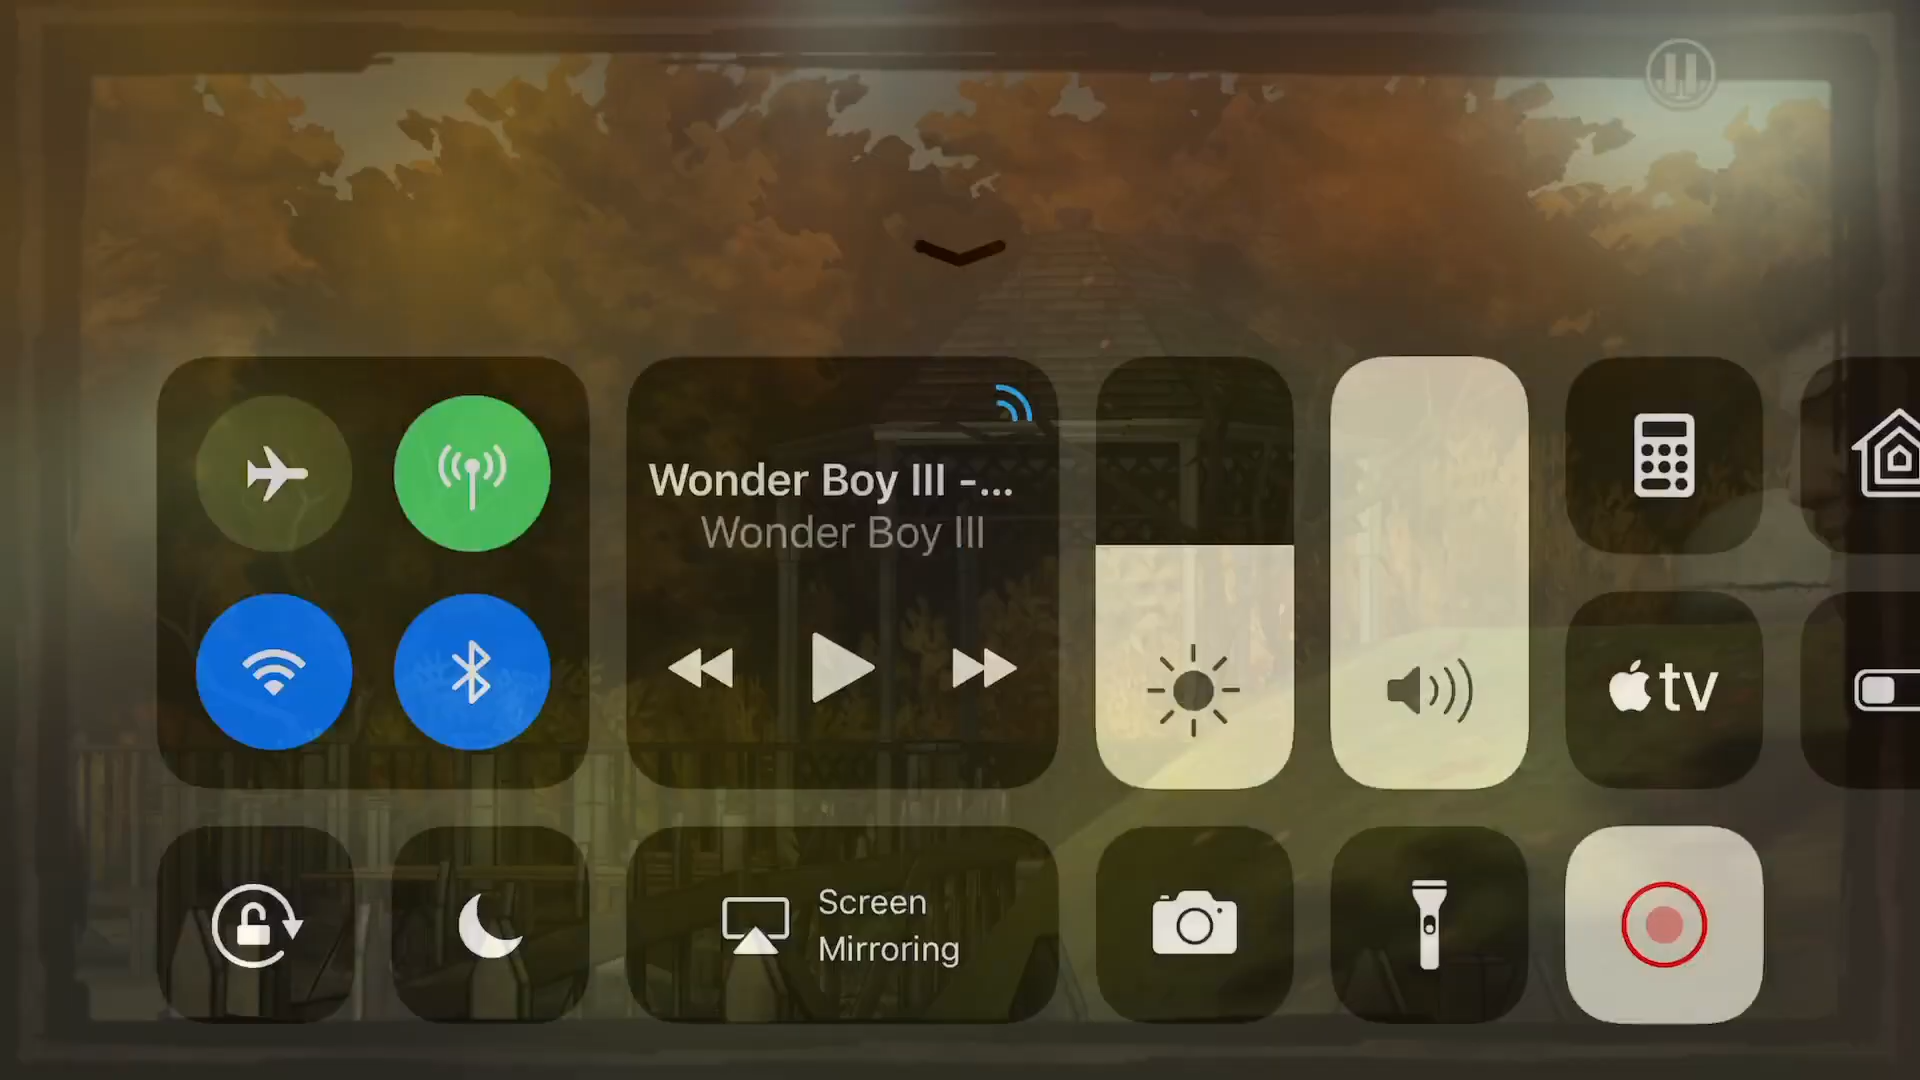 Wonder Boy III -...
Wonder Boy III
tv
Screen
Mirroring